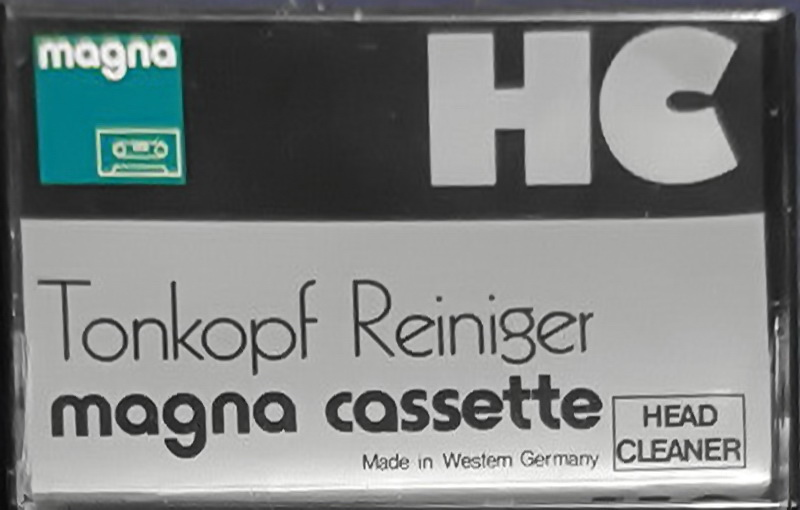 magna
HC
Tonkopf Reiniger
magna cassette
HEAD
CLEANER
Made in Western Germany